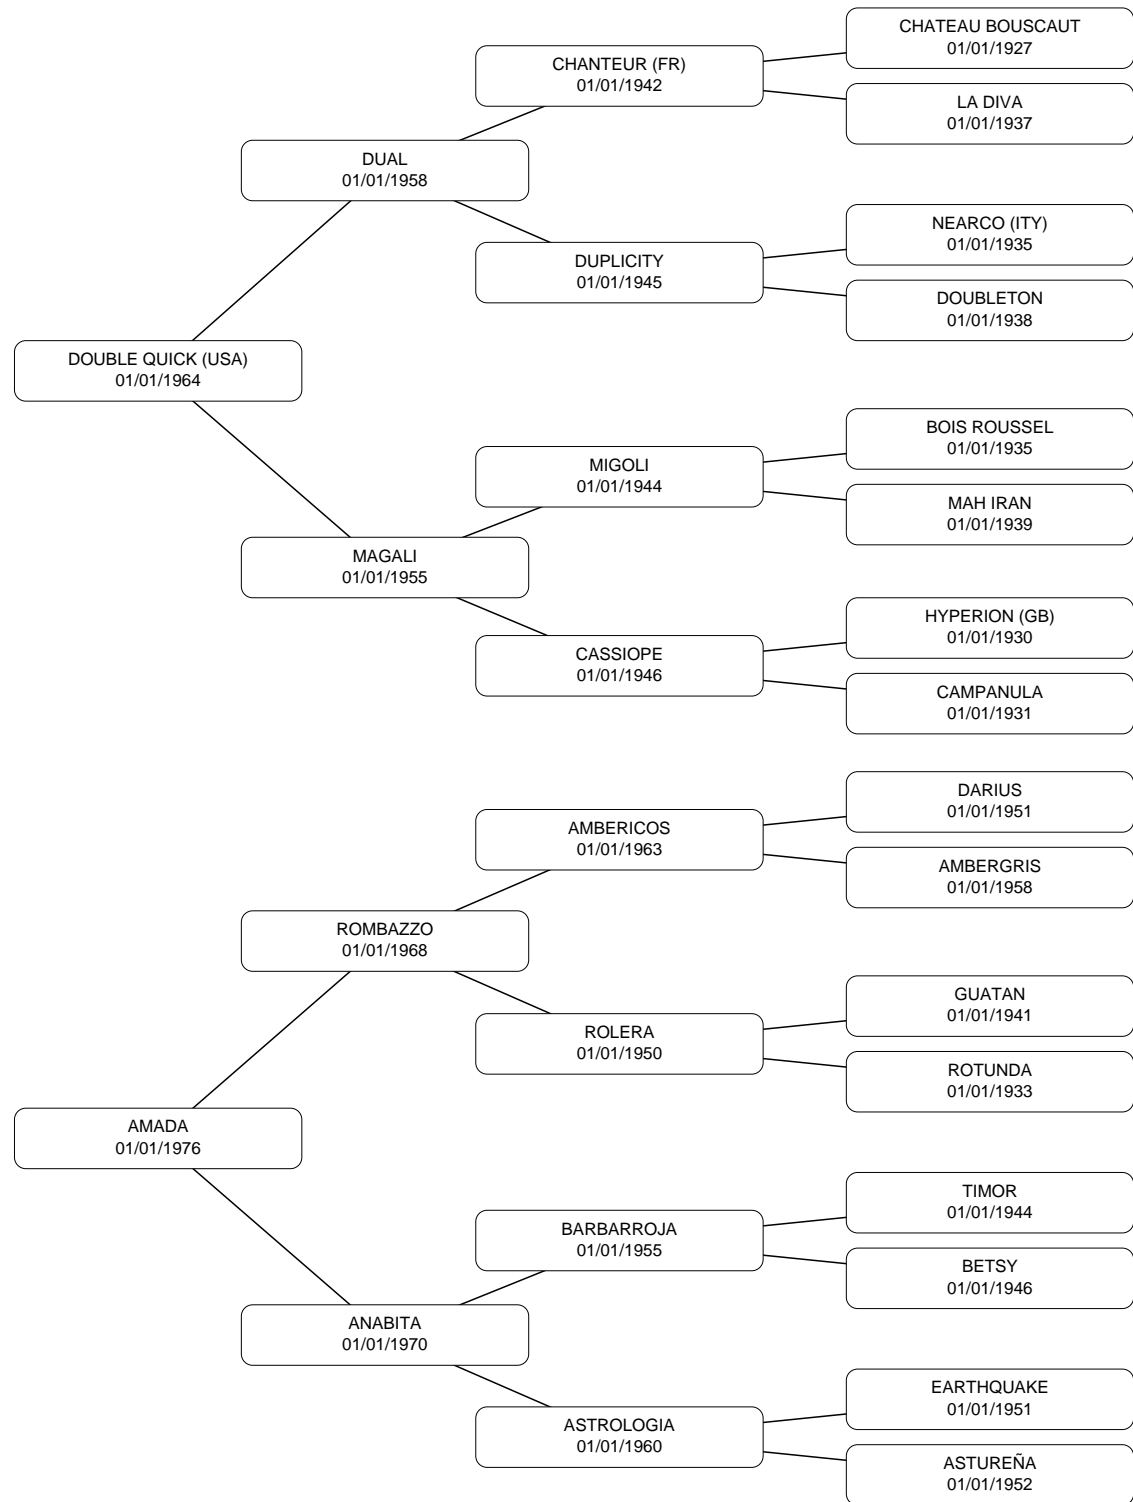 CHATEAU BOUSCAUT
01/01/1927
CHANTEUR (FR)
01/01/1942
LA DIVA
01/01/1937
DUAL
01/01/1958
NEARCO (ITY)
01/01/1935
DUPLICITY
01/01/1945
DOUBLETON
01/01/1938
DOUBLE QUICK (USA)
01/01/1964
BOIS ROUSSEL
01/01/1935
MIGOLI
01/01/1944
MAH IRAN
01/01/1939
MAGALI
01/01/1955
HYPERION (GB)
01/01/1930
CASSIOPE
01/01/1946
CAMPANULA
01/01/1931
DARIUS
01/01/1951
AMBERICOS
01/01/1963
AMBERGRIS
01/01/1958
ROMBAZZO
01/01/1968
GUATAN
01/01/1941
ROLERA
01/01/1950
ROTUNDA
01/01/1933
AMADA
01/01/1976
TIMOR
01/01/1944
BARBARROJA
01/01/1955
BETSY
01/01/1946
ANABITA
01/01/1970
EARTHQUAKE
01/01/1951
ASTROLOGIA
01/01/1960
ASTUREÑA
01/01/1952